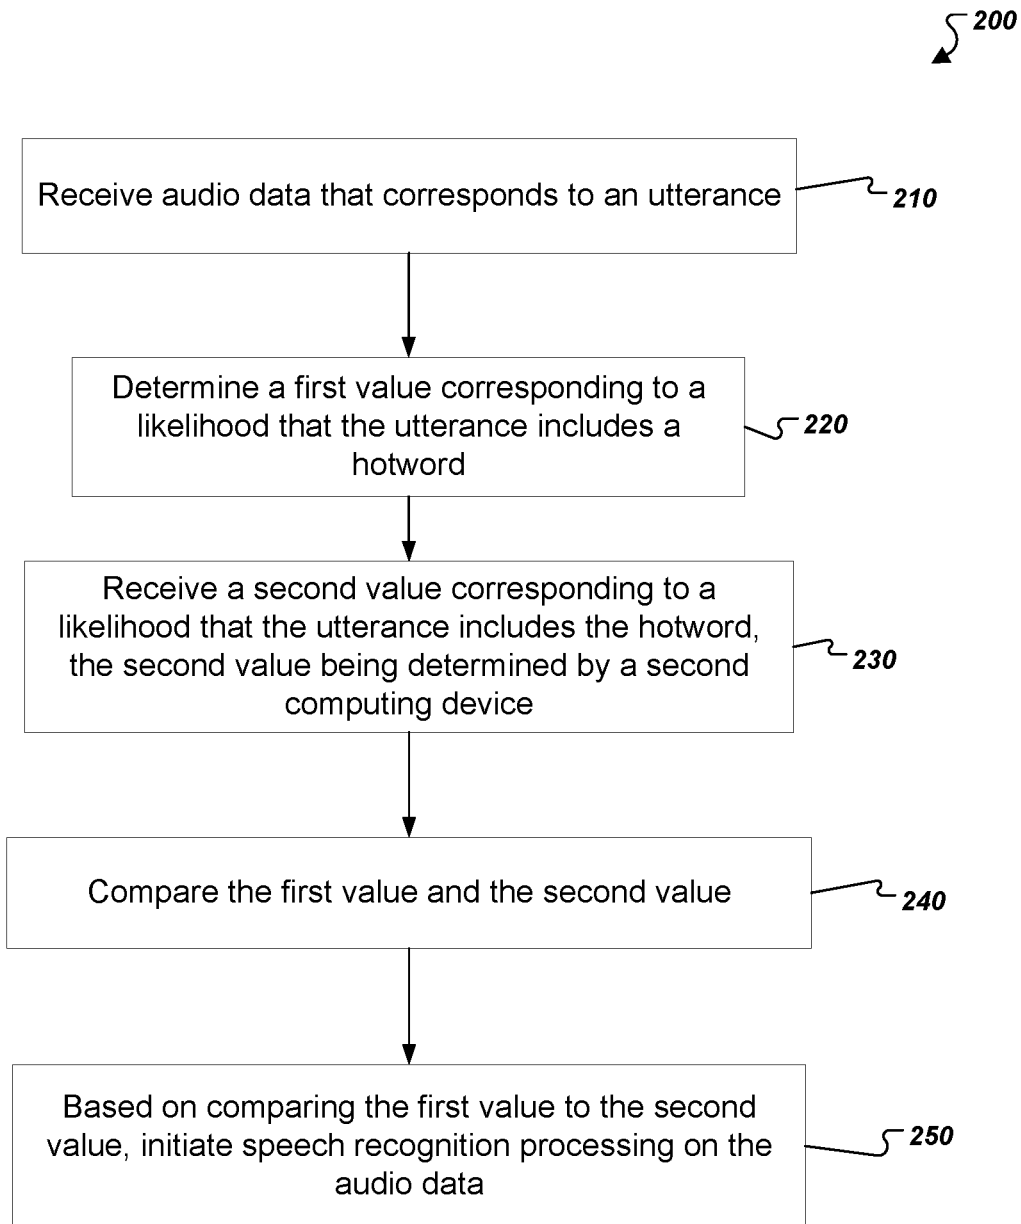 200
Receive audio data that corresponds to an utterance
210
Determine a first value corresponding to a
likelihood that the utterance includes a
hotword
220
Receive a second value corresponding to a
likelihood that the utterance includes the hotword,
the second value being determined by a second
computing device
230
Compare the first value and the second value
240
Based on comparing the first value to the second
value, initiate speech recognition processing on the
audio data
250